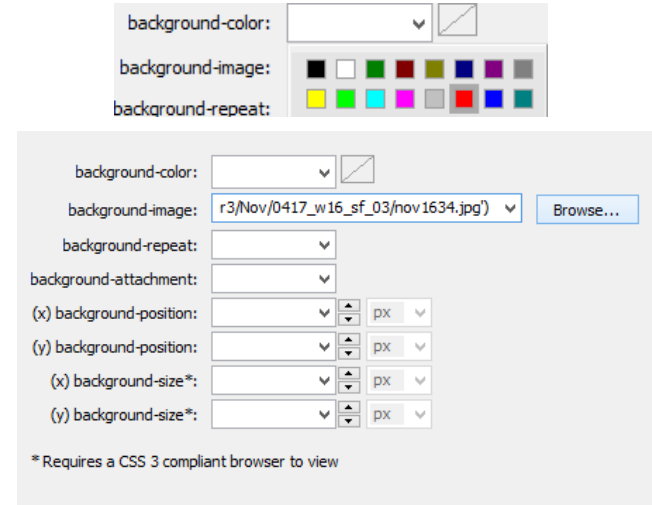 background-color:
background-image:
background-repeat:
background-color:
background-image: r3/Nov/0417_w16_sf_03/nov1634.jpg') Browse...
background-repeat:
background-attachment:
(x) background-position: px
(y) background-position: px
(x) background-size*: px
(y) background-size*: px
* Requires a CSS 3 compliant browser to view